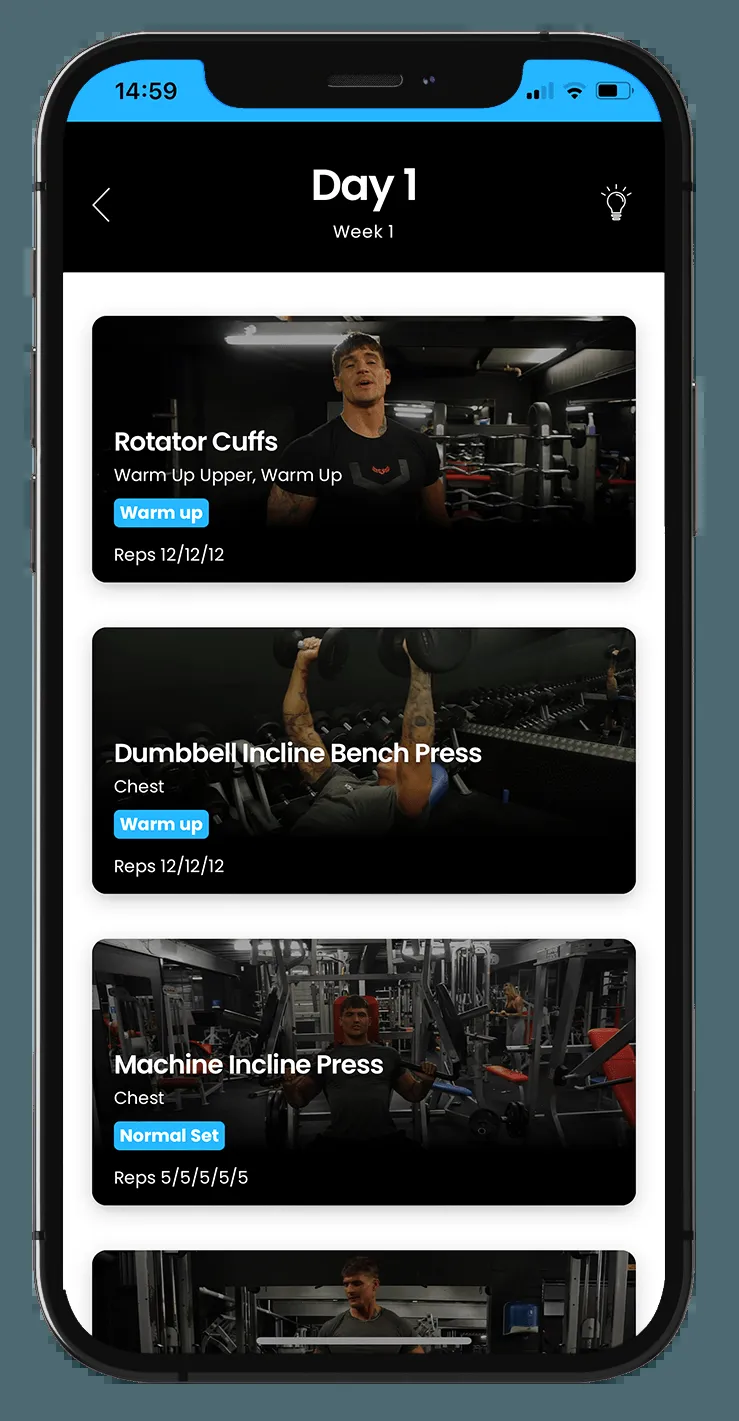 14:59
Day 1
Week 1
Rotator Cuffs
Warm Up Upper, Warm Up
Warm up
Reps 12/12/12
Dumbbell Incline Bench Press
Chest
Warm up
Reps 12/12/12
Machine Incline Press
Chest
Normal Set
Reps 5/5/5/5/5